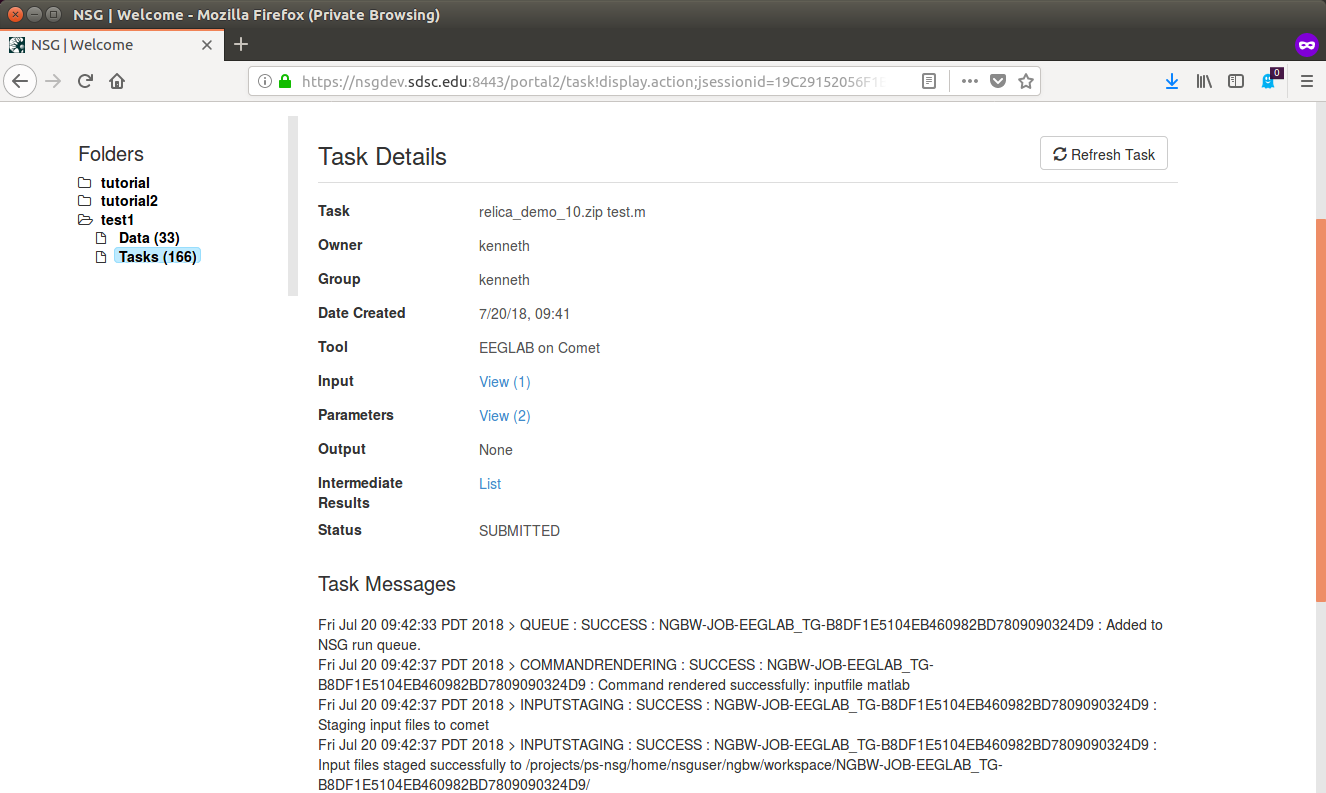 NSG | Welcome - Mozilla Firefox (Private Browsing)
NSG | Welcome
https://nsgdev.sdsc.edu:8443/portal2/task!display.action;jsessionid=19C29152056F1
0
Folders
tutorial
tutorial2
test1
Data (33)
Tasks (166)
Task Details
Refresh Task
Task relica_demo_10.zip test.m
Owner kenneth
Group kenneth
Date Created 7/20/18, 09:41
Tool EEGLAB on Comet
Input View (1)
Parameters View (2)
Output None
Intermediate List
Results
Status SUBMITTED
Task Messages
Fri Jul 20 09:42:33 PDT 2018 > QUEUE : SUCCESS : NGBW-JOB-EEGLAB_TG-B8DF1E5104EB460982BD7809090324D9 : Added to
NSG run queue.
Fri Jul 20 09:42:37 PDT 2018 > COMMANDRENDERING : SUCCESS : NGBW-JOB-EEGLAB_TG-
B8DF1E5104EB460982BD7809090324D9 : Command rendered successfully: inputfile matlab
Fri Jul 20 09:42:37 PDT 2018 > INPUTSTAGING : SUCCESS : NGBW-JOB-EEGLAB_TG-B8DF1E5104EB460982BD7809090324D9 :
Staging input files to comet
Fri Jul 20 09:42:37 PDT 2018 > INPUTSTAGING : SUCCESS : NGBW-JOB-EEGLAB_TG-B8DF1E5104EB460982BD7809090324D9 :
Input files staged successfully to /projects/ps-nsg/home/nsguser/ngbw/workspace/NGBW-JOB-EEGLAB_TG-
B8DF1E5104EB460982BD7809090324D9/